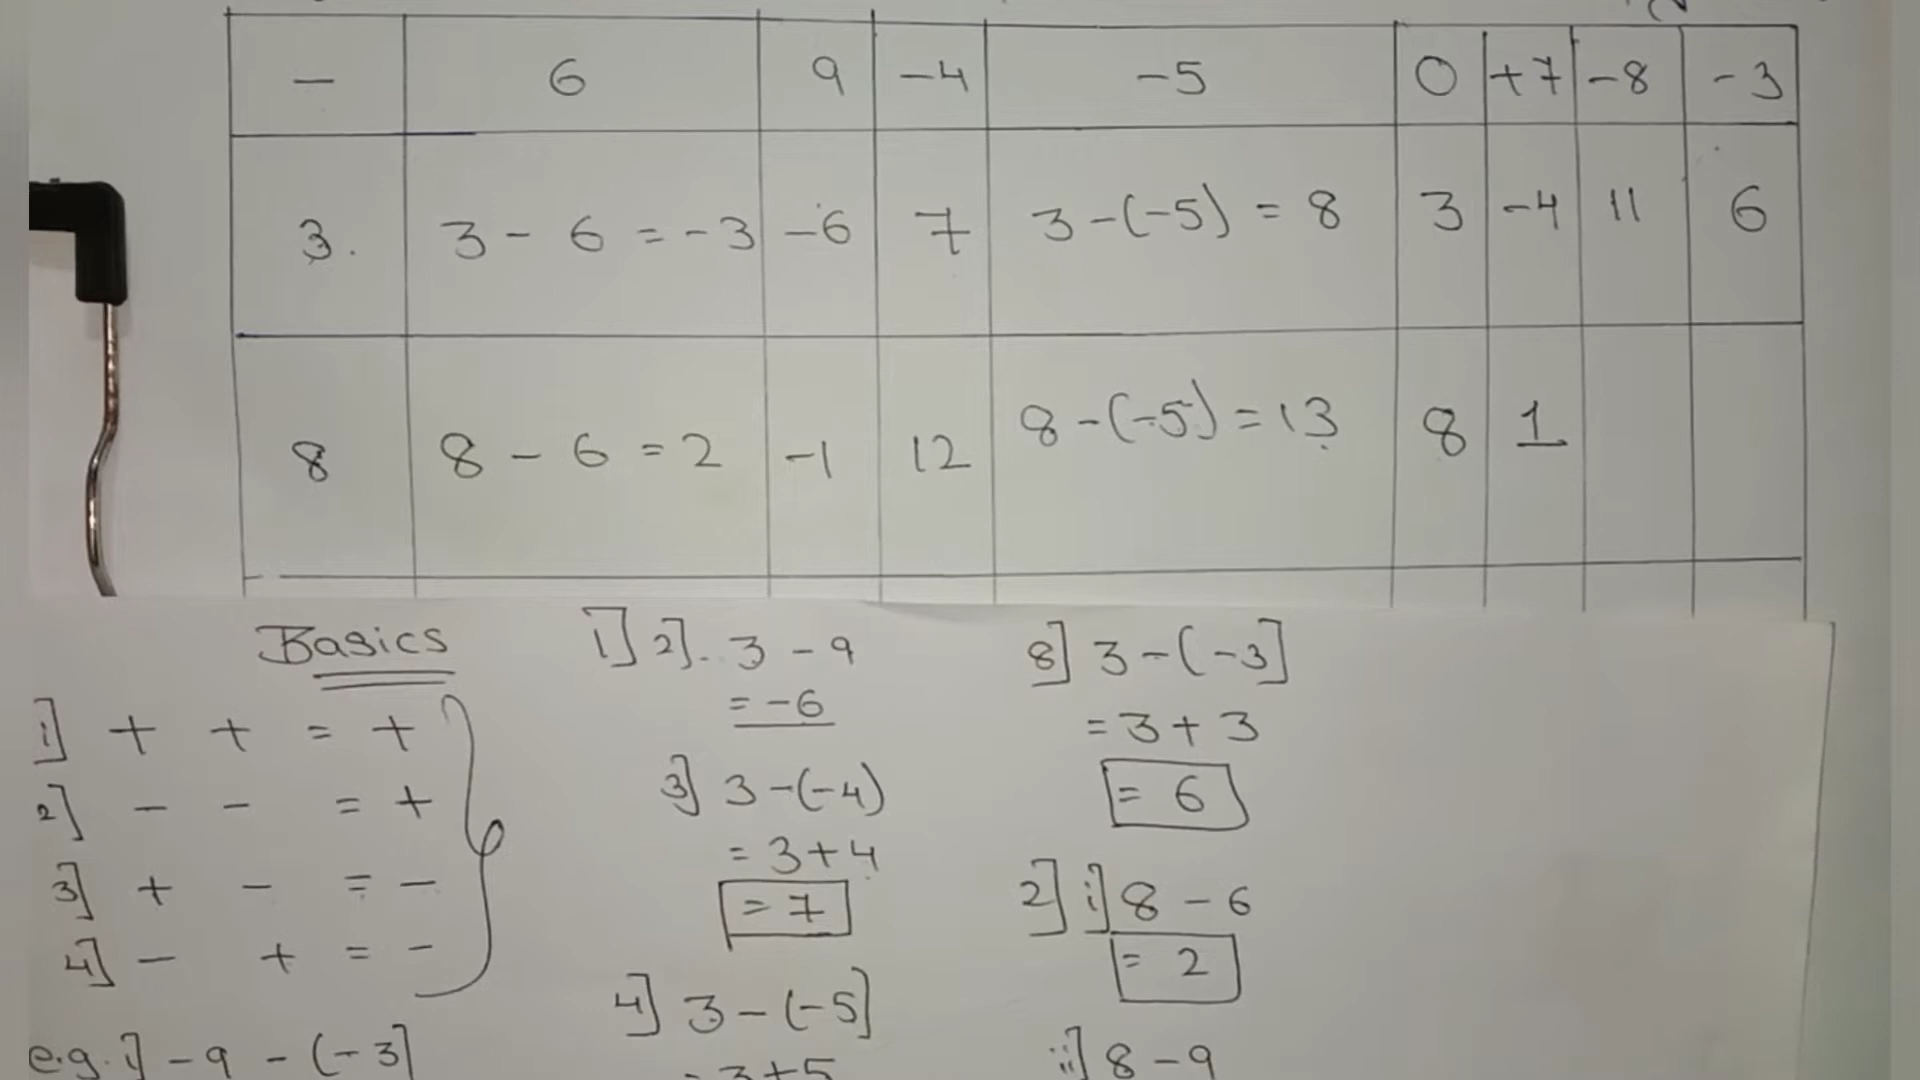 — 6 9 -4 -5 0 +7 -8 -3
3. 3 - 6 = -3 -6 7 3-(-5) = 8 3 -4 11 6
8 8 - 6 = 2 -1 12 8-(-5) = 13 8 1
Basics
i] + + = +
2] - - = +
3] + - = -
4] - + = -
e.g. i] -9 - (-3]
1] 2]. 3 - 9
= -6
3] 3-(-4)
= 3+4
= 7
4] 3-(-5]
= 3+5
8] 3-(-3]
= 3+3
= 6
2] i] 8 - 6
= 2
ii] 8 - 9